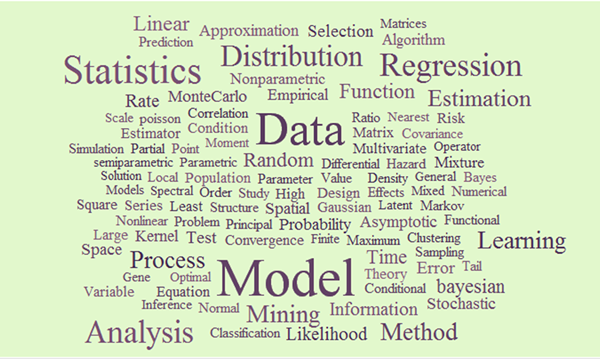 Linear Approximation Selection Matrices
Prediction Algorithm
Statistics Distribution Regression
Nonparametric
Rate MonteCarlo Empirical Function Estimation
Scale poisson Correlation Data Ratio Nearest Risk
Estimator Condition Matrix Covariance
Simulation Partial Point Moment Multivariate Operator
semiparametric Parametric Random Differential Hazard Mixture
Solution Local Population Parameter Value Density General Bayes
Models Spectral Order Study High Design Effects Mixed Numerical
Square Series Least Structure Spatial Gaussian Latent Markov
Nonlinear Problem Principal Probability Asymptotic Functional
Large Kernel Test Convergence Finite Maximum Clustering Learning
Space Process Model Time Sampling
Gene Optimal Theory Error Tail
Variable Equation Conditional bayesian
Inference Normal Mining Information Stochastic
Analysis Classification Likelihood Method